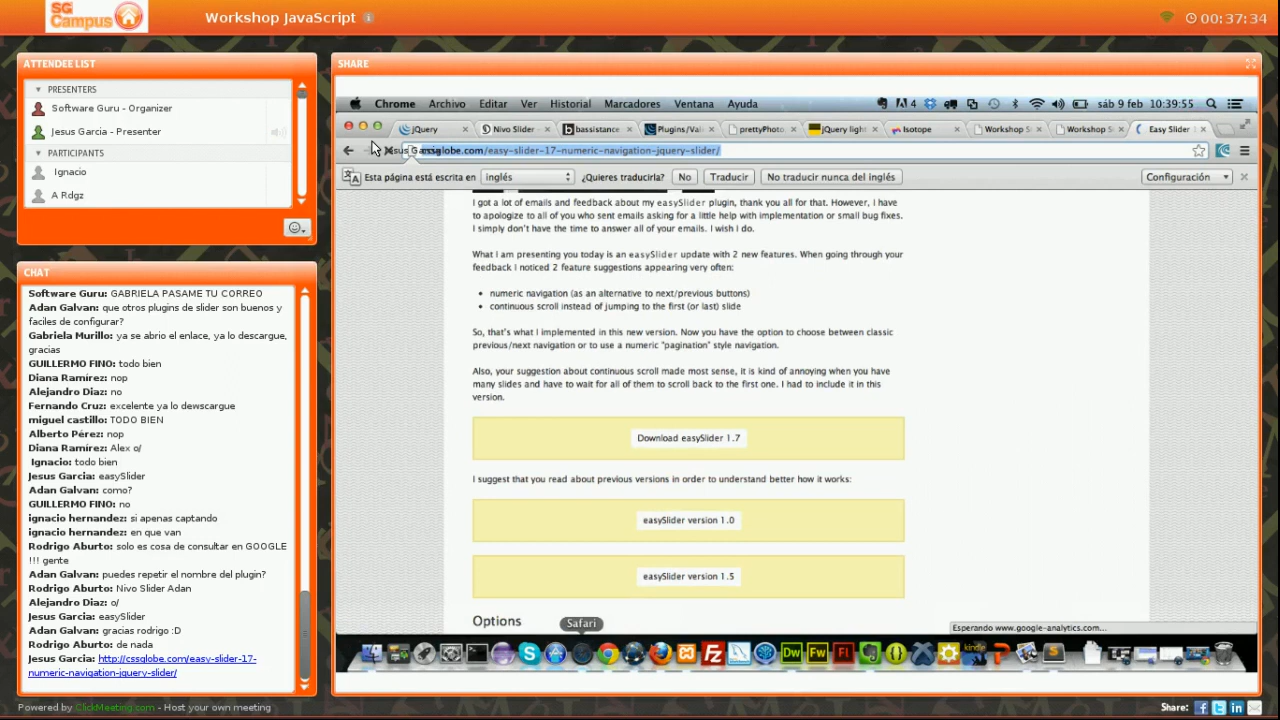 SG
Campus
Workshop JavaScript
00:37:34
ATTENDEE LIST
PRESENTERS
Software Guru - Organizer
Jesus Garcia - Presenter
PARTICIPANTS
Ignacio
A Rdgz
CHAT
Software Guru: GABRIELA PASAME TU CORREO
Adan Galvan: que otros plugins de slider son buenos y
faciles de configurar?
Gabriela Murillo: ya se abrio el enlace, ya lo descargue,
gracias
GUILLERMO FINO: todo bien
Diana Ramírez: nop
Alejandro Diaz: no
Fernando Cruz: excelente ya lo dewscargue
miguel castillo: TODO BIEN
Alberto Pérez: nop
Diana Ramírez: Alex o/
Ignacio: todo bien
Jesus Garcia: easySlider
Adan Galvan: como?
GUILLERMO FINO: no
ignacio hernandez: si apenas captando
ignacio hernandez: en que van
Rodrigo Aburto: solo es cosa de consultar en GOOGLE
!!! gente
Adan Galvan: puedes repetir el nombre del plugin?
Rodrigo Aburto: Nivo Slider Adan
Alejandro Diaz: o/
Jesus Garcia: easySlider
Adan Galvan: gracias rodrigo :D
Rodrigo Aburto: de nada
Jesus Garcia: http://cssglobe.com/easy-slider-17-
numeric-navigation-jquery-slider/
Powered by ClickMeeting.com - Host your own meeting
SHARE
Chrome Archivo Editar Ver Historial Marcadores Ventana Ayuda 4 sáb 9 feb 10:39:55
jQuery Nivo Slider - bassistance Plugins/Val prettyPhoto jQuery light Isotope Workshop S Workshop S Easy Slider
cssglobe.com/easy-slider-17-numeric-navigation-jquery-slider/
Esta página está escrita en inglés ¿Quieres traducirla? No Traducir No traducir nunca del inglés Configuración
I got a lot of emails and feedback about my easySlider plugin, thank you all for that. However, I have
to apologize to all of you who sent emails asking for a little help with implementation or small bug fixes.
I simply don't have the time to answer all of your emails. I wish I do.
What I am presenting you today is an easySlider update with 2 new features. When going through your
feedback I noticed 2 feature suggestions appearing very often:
numeric navigation (as an alternative to next/previous buttons)
continuous scroll instead of jumping to the first (or last) slide
So, that's what I implemented in this new version. Now you have the option to choose between classic
previous/next navigation or to use a numeric "pagination" style navigation.
Also, your suggestion about continuous scroll made most sense, it is kind of annoying when you have
many slides and have to wait for all of them to scroll back to the first one. I had to include it in this
version.
Download easySlider 1.7
I suggest that you read about previous versions in order to understand better how it works:
easySlider version 1.0
easySlider version 1.5
Options
Safari
Esperando www.google-analytics.com...
Dw Fw Fl
kindle
Share: